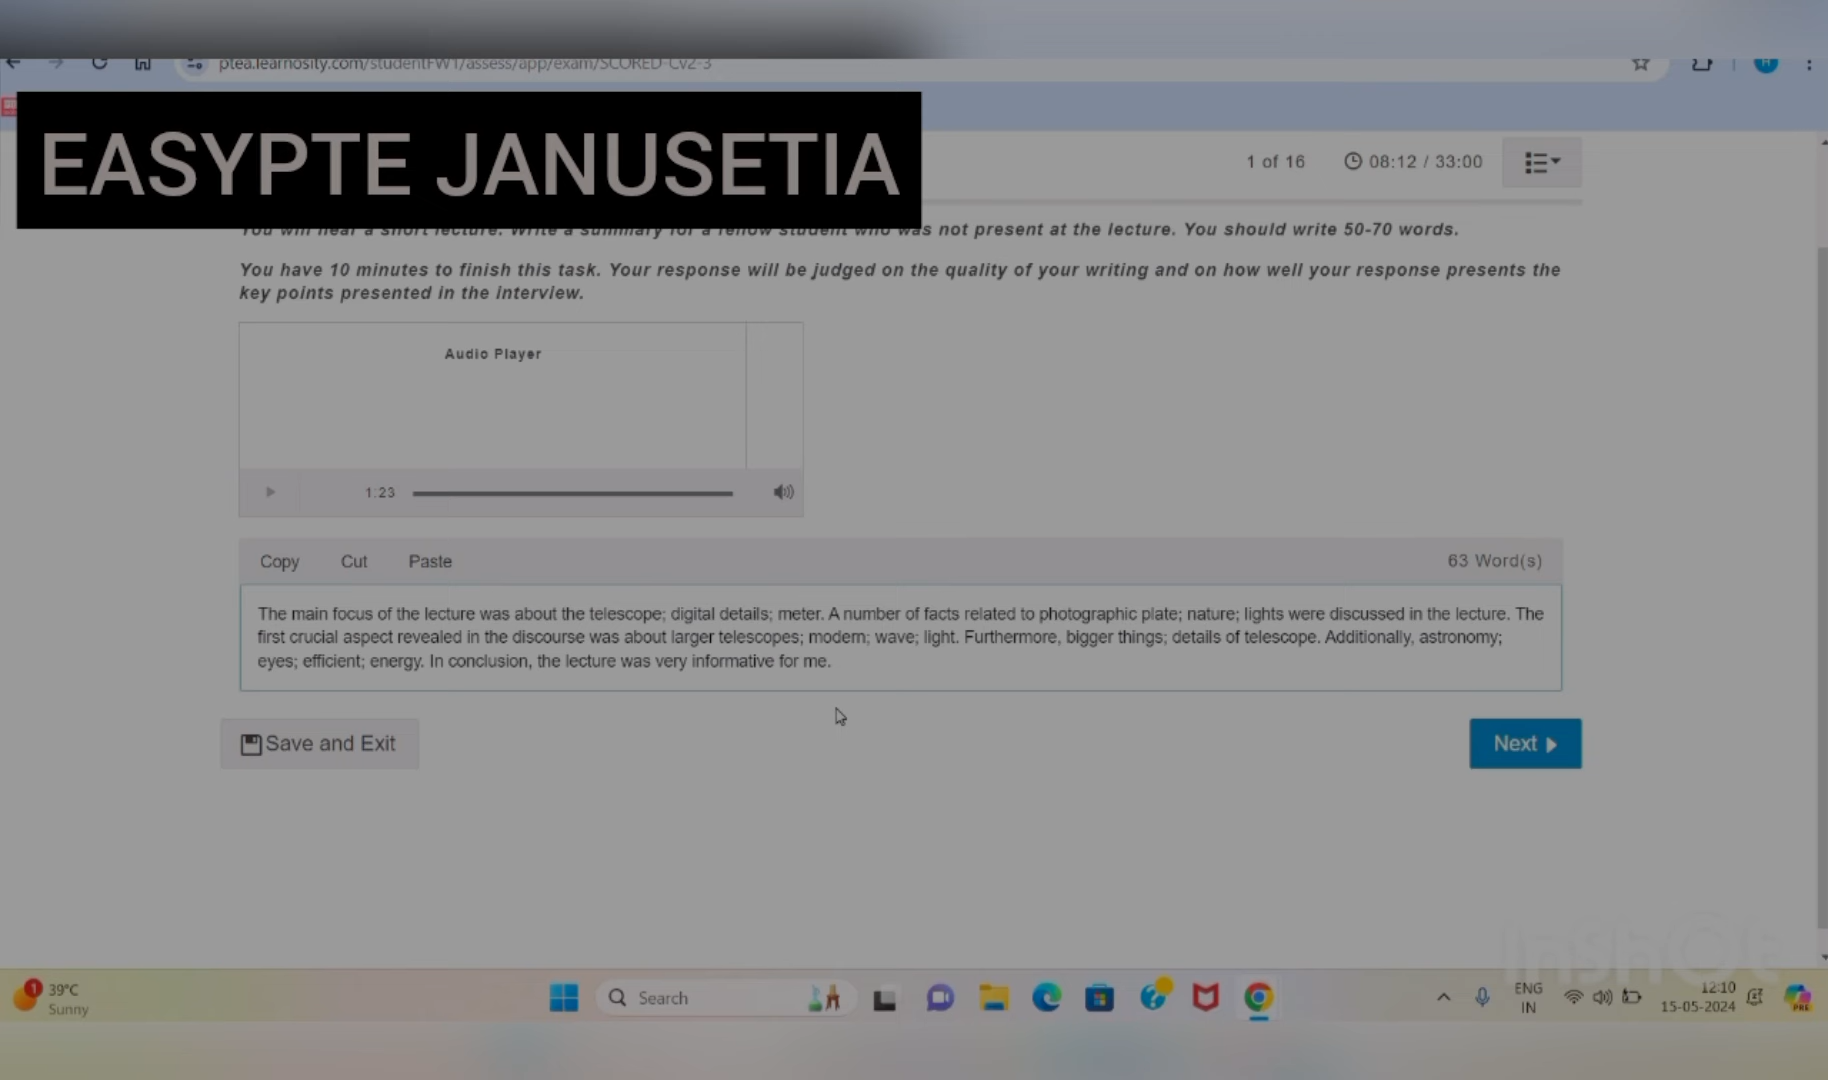 ptea.learnosity.com/studentFW1/assess/app/exam/SCORED-Cv2-3
H
EASYPTE JANUSETIA
1 of 16 08:12 / 33:00
You will hear a short lecture. Write a summary for a fellow student who was not present at the lecture. You should write 50-70 words.
You have 10 minutes to finish this task. Your response will be judged on the quality of your writing and on how well your response presents the
key points presented in the interview.
Audio Player
1:23
Copy Cut Paste 63 Word(s)
The main focus of the lecture was about the telescope; digital details; meter. A number of facts related to photographic plate; nature; lights were discussed in the lecture. The
first crucial aspect revealed in the discourse was about larger telescopes; modern; wave; light. Furthermore, bigger things; details of telescope. Additionally, astronomy;
eyes; efficient; energy. In conclusion, the lecture was very informative for me.
Save and Exit Next
InShOt
1 39°C
Sunny
Search
ENG
IN
12:10
15-05-2024
PRE